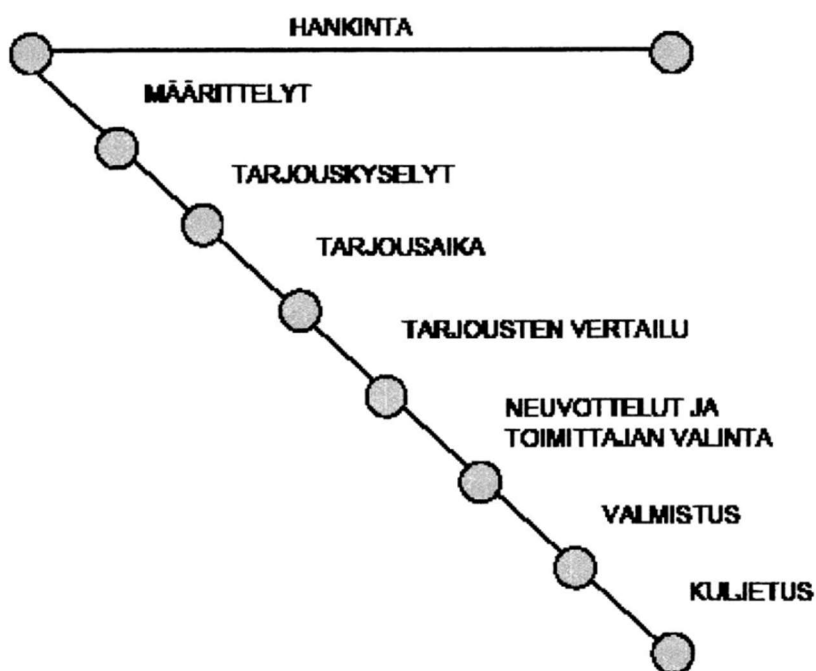 HANKINTA
MÄÄRITTELYT
TARJOUSKYSELYT
TARJOUSAIKA
TARJOUSTEN VERTAILU
NEUVOTTELUT JA
TOIMITTAJAN VALINTA
VALMISTUS
KULJETUS